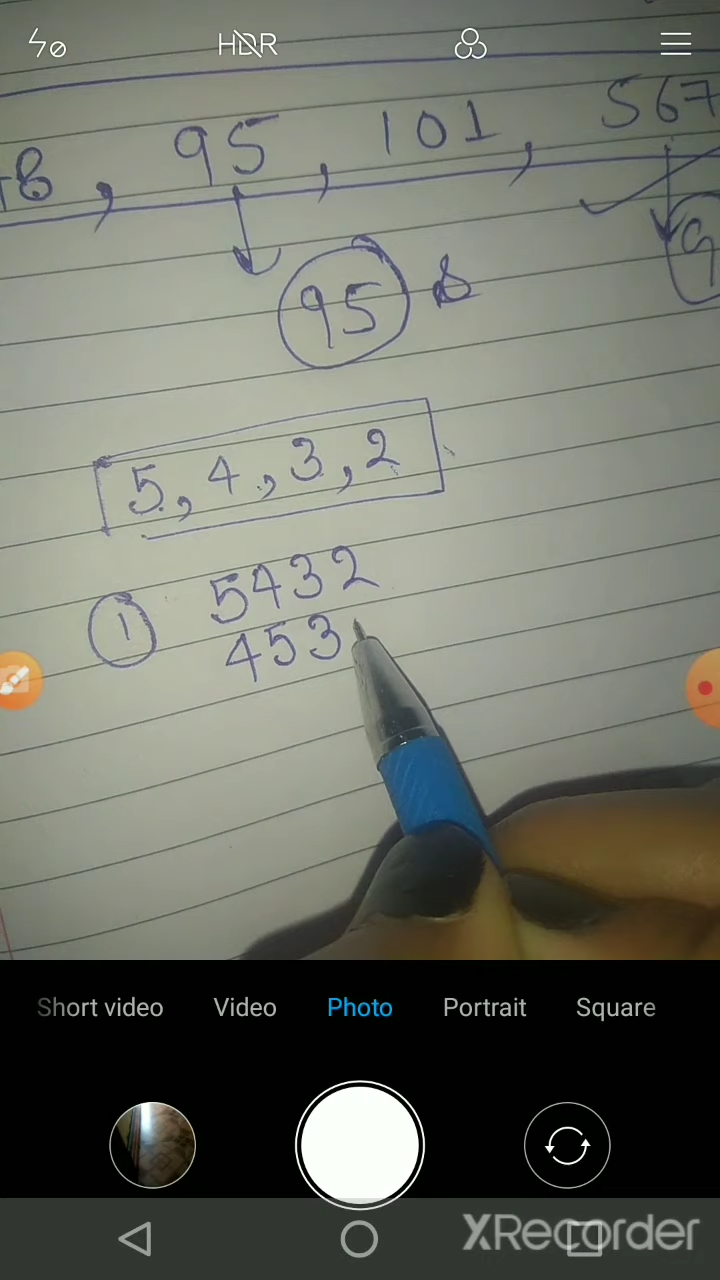 HDR
95, 101, 567
95
5, 4, 3, 2
1 5432
453
Short video Video Photo Portrait Square
XRecorder